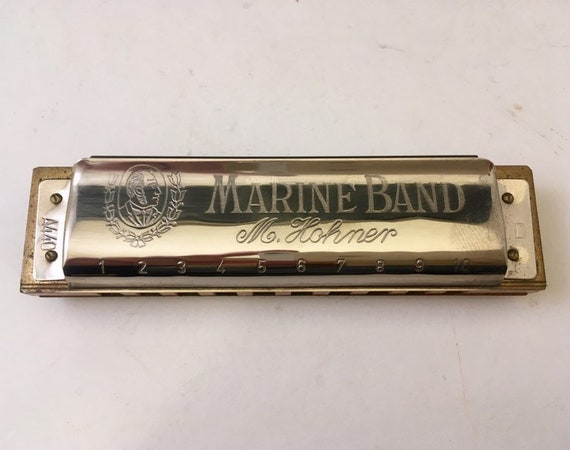 MARINE BAND
M. Hohner
1 2 3 4 5 6 7 8 9 10
D